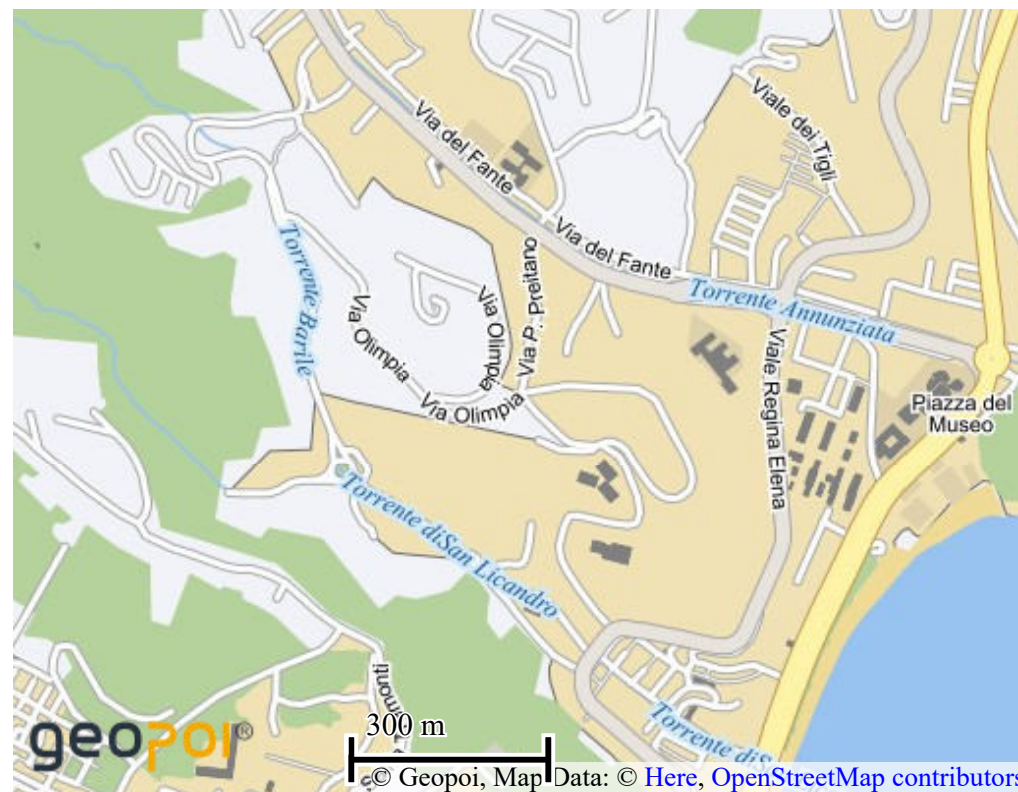 Via del Fante
Viale dei Tigli
Via del Fante
Torrente Barile
Via P. Preitano
Torrente Annunziata
Via Olimpia
Via Olimpia
Via Olimpia
Viale Regina Elena
Piazza del
Museo
Torrente diSan Licandro
Torrente diS
geopoi®
300 m
© Geopoi, Map Data: © Here, OpenStreetMap contributors